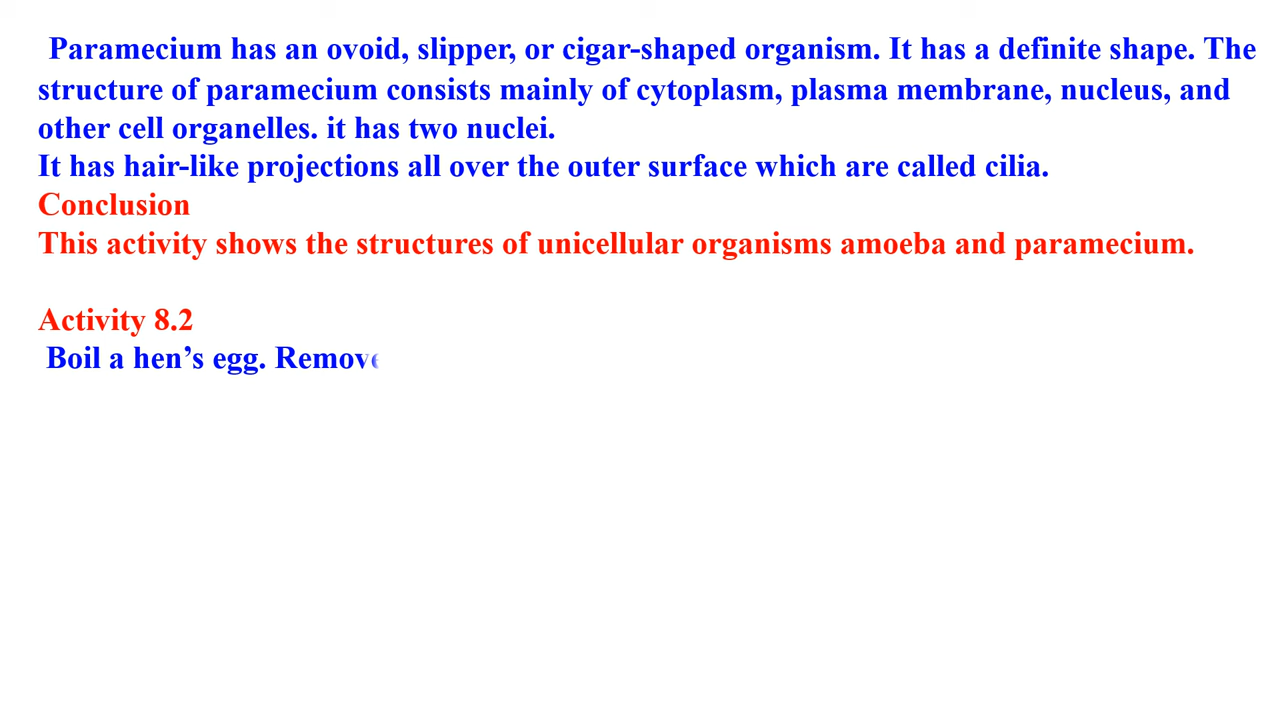 Paramecium has an ovoid, slipper, or cigar-shaped organism. It has a definite shape. The
structure of paramecium consists mainly of cytoplasm, plasma membrane, nucleus, and
other cell organelles. it has two nuclei.
It has hair-like projections all over the outer surface which are called cilia.
Conclusion
This activity shows the structures of unicellular organisms amoeba and paramecium.
Activity 8.2
Boil a hen’s egg. Remove